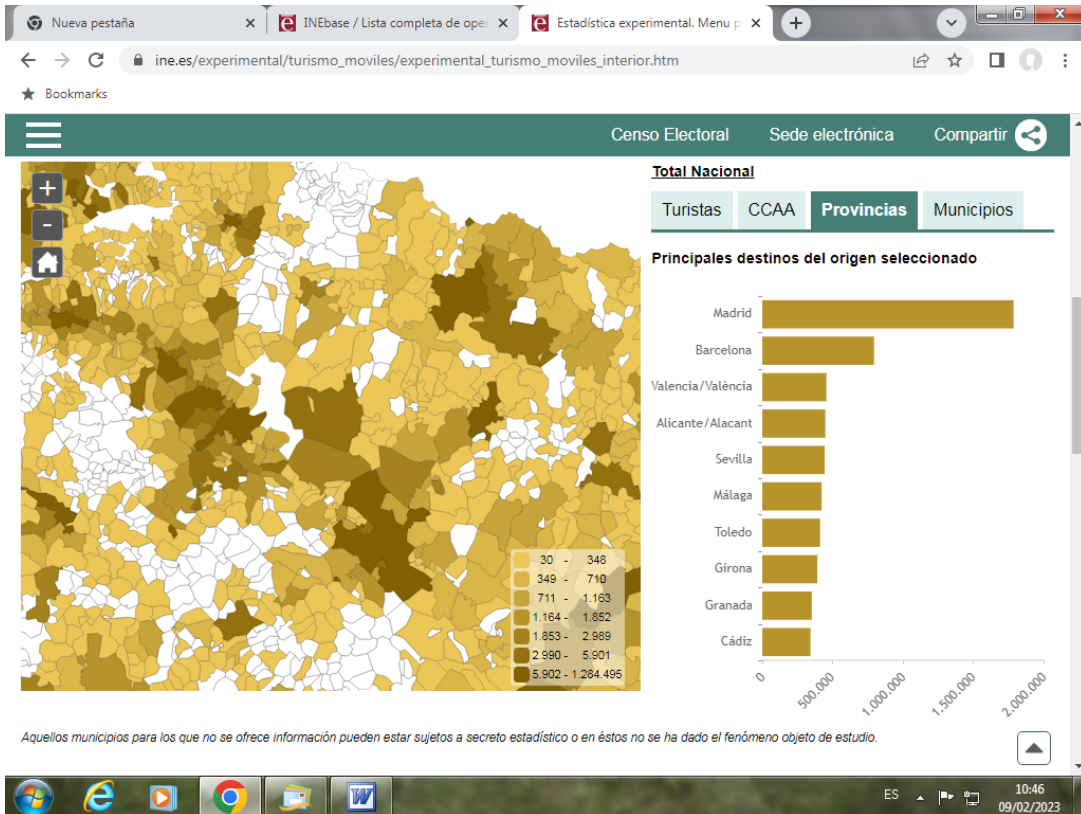 Nueva pestaña
INEbase / Lista completa de oper
Estadística experimental. Menu p
ine.es/experimental/turismo_moviles/experimental_turismo_moviles_interior.htm
Bookmarks
Censo Electoral Sede electrónica Compartir
Total Nacional
Turistas CCAA Provincias Municipios
Principales destinos del origen seleccionado
Madrid
Barcelona
Valencia/València
Alicante/Alacant
Sevilla
Málaga
Toledo
Girona
Granada
Cádiz
0 500.000 1.000.000 1.500.000 2.000.000
30 - 348
349 - 710
711 - 1.163
1.164 - 1.852
1.853 - 2.989
2.990 - 5.901
5.902 - 1.284.495
Aquellos municipios para los que no se ofrece información pueden estar sujetos a secreto estadístico o en éstos no se ha dado el fenómeno objeto de estudio.
ES
10:46
09/02/2023